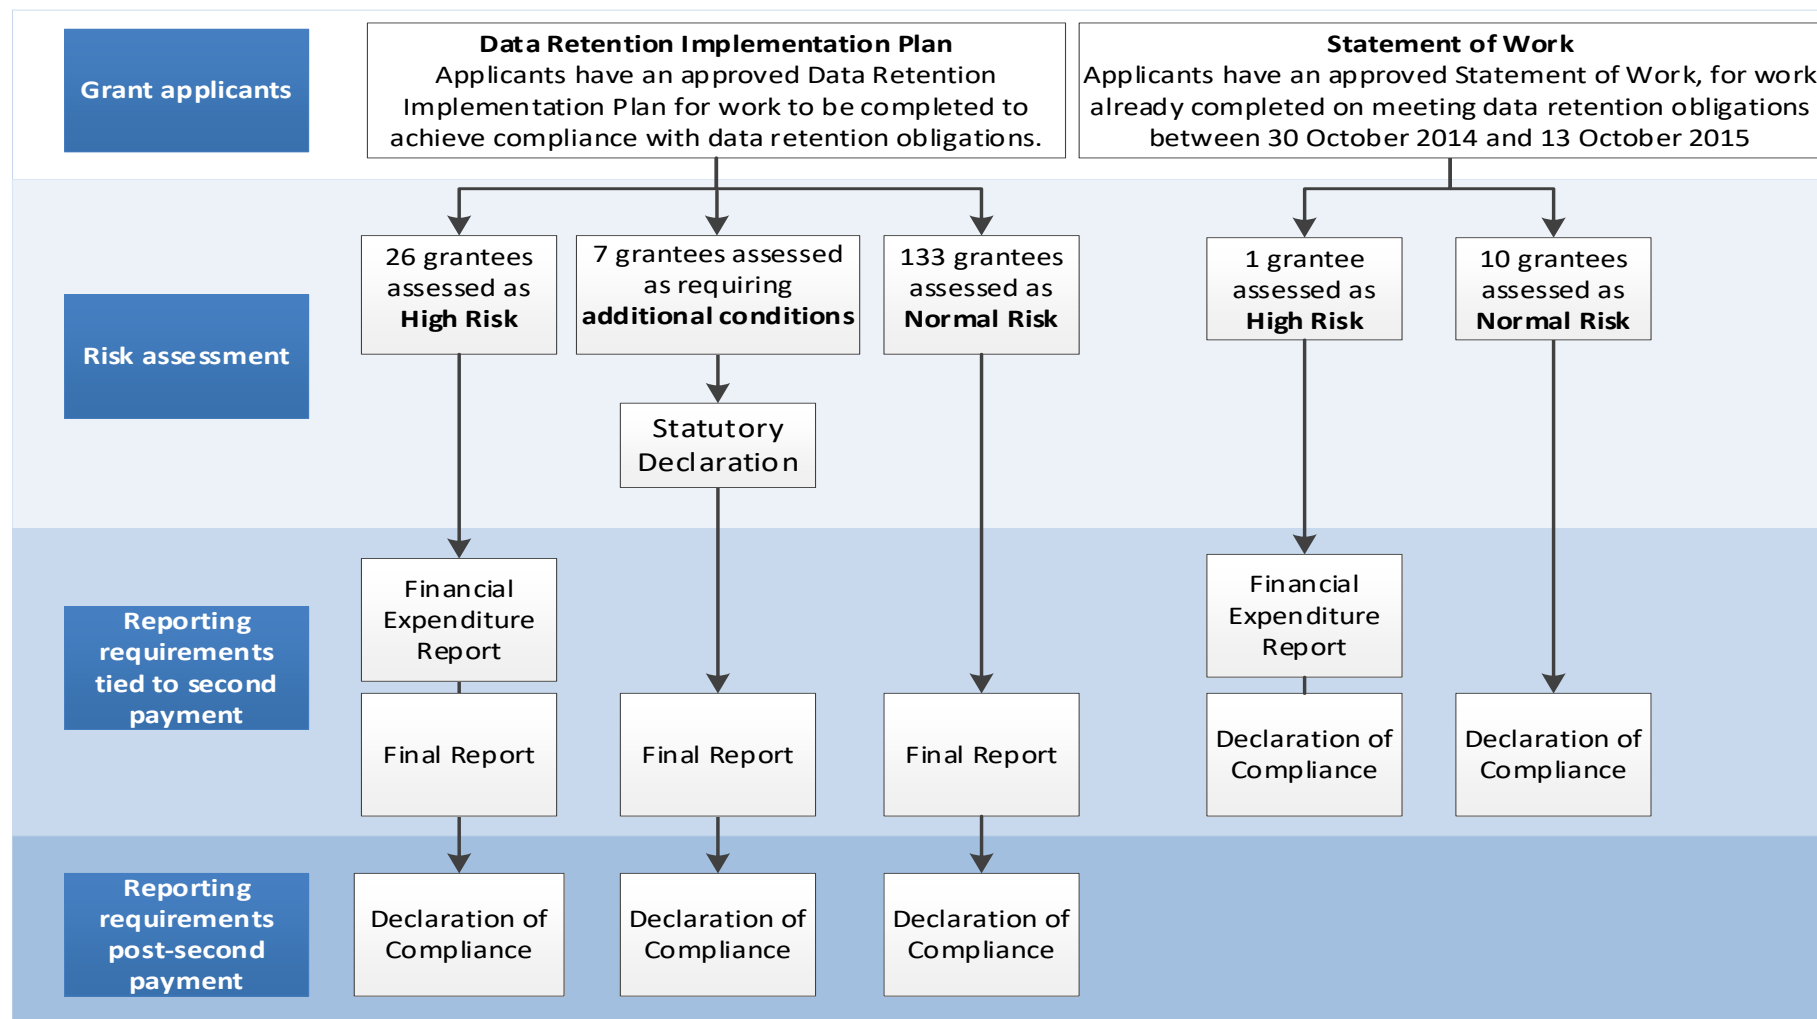 Grant applicants
Data Retention Implementation Plan
Applicants have an approved Data Retention
Implementation Plan for work to be completed to
achieve compliance with data retention obligations.
Statement of Work
Applicants have an approved Statement of Work, for work
already completed on meeting data retention obligations
between 30 October 2014 and 13 October 2015
Risk assessment
26 grantees
assessed as
High Risk
7 grantees assessed
as requiring
additional conditions
133 grantees
assessed as
Normal Risk
1 grantee
assessed as
High Risk
10 grantees
assessed as
Normal Risk
Statutory
Declaration
Reporting
requirements
tied to second
payment
Financial
Expenditure
Report
Financial
Expenditure
Report
Final Report
Final Report
Final Report
Declaration of
Compliance
Declaration of
Compliance
Reporting
requirements
post-second
payment
Declaration of
Compliance
Declaration of
Compliance
Declaration of
Compliance